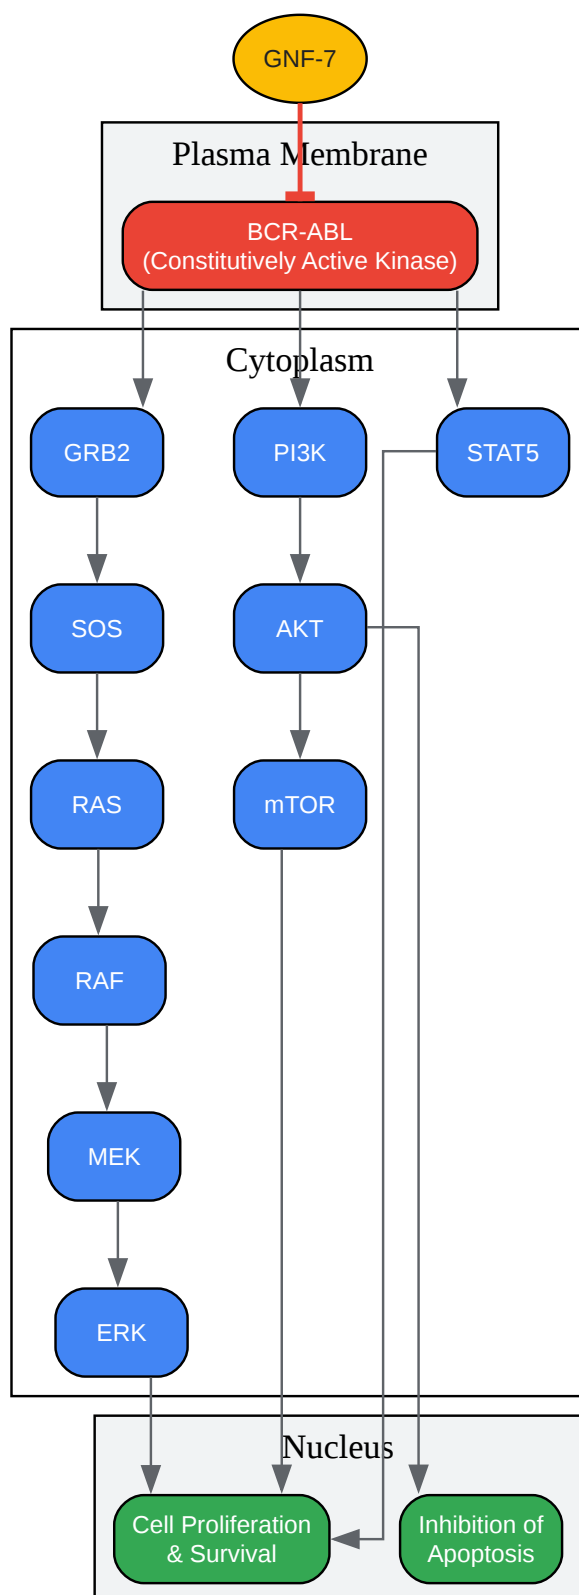 GNF-7
Plasma Membrane
BCR-ABL
(Constitutively Active Kinase)
Cytoplasm
GRB2
PI3K
STAT5
SOS
AKT
RAS
mTOR
RAF
MEK
ERK
Nucleus
Cell Proliferation
& Survival
Inhibition of
Apoptosis